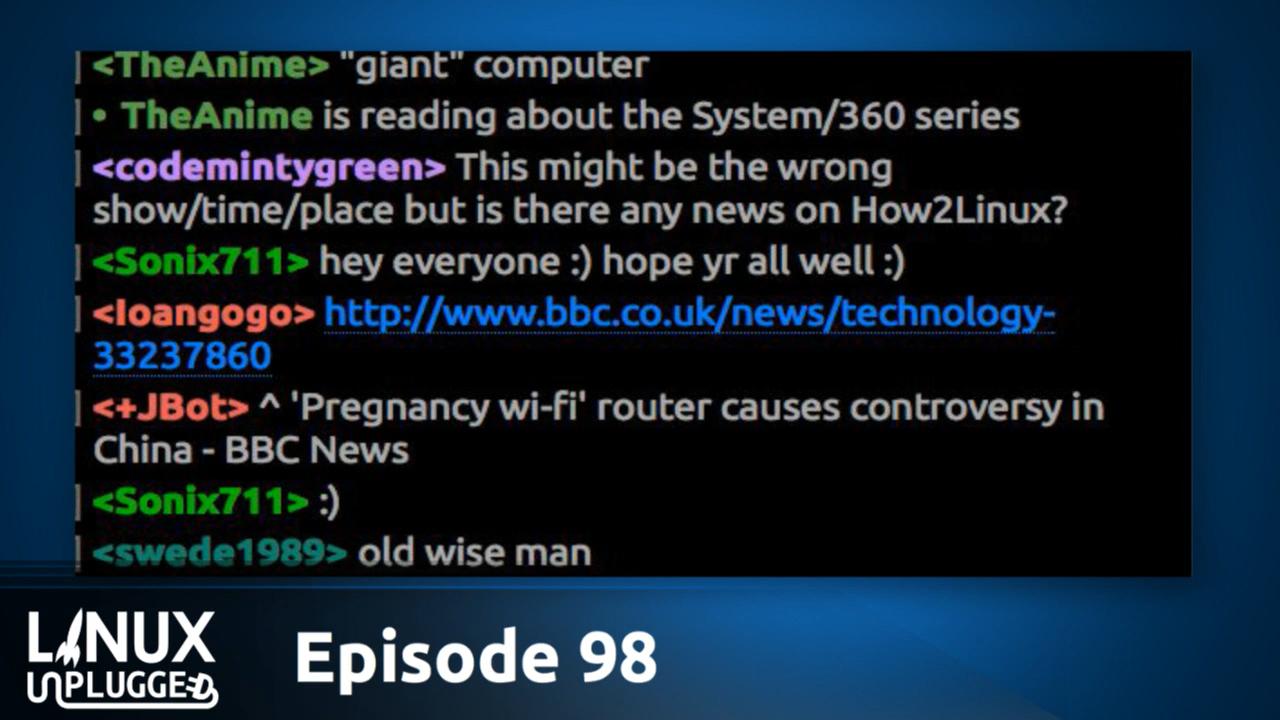 <TheAnime> "giant" computer
• TheAnime is reading about the System/360 series
<codemintygreen> This might be the wrong
show/time/place but is there any news on How2Linux?
<Sonix711> hey everyone :) hope yr all well :)
<loangogo> http://www.bbc.co.uk/news/technology-
33237860
<+JBot> ^ 'Pregnancy wi-fi' router causes controversy in
China - BBC News
<Sonix711> :)
<swede1989> old wise man
LINUX
UNPLUGGED
Episode 98